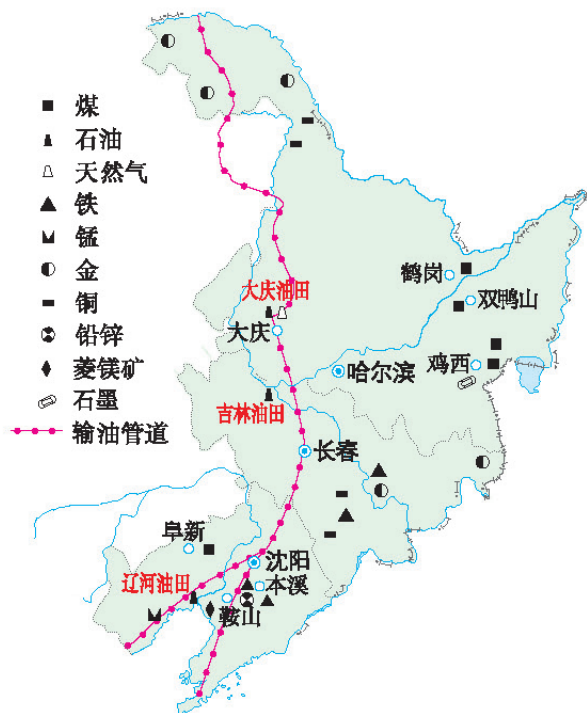 煤
石油
天然气
铁
锰
金
铜
铅锌
菱镁矿
石墨
输油管道
鹤岗
双鸭山
大庆油田
大庆
哈尔滨
鸡西
吉林油田
长春
阜新
沈阳
辽河油田
本溪
鞍山